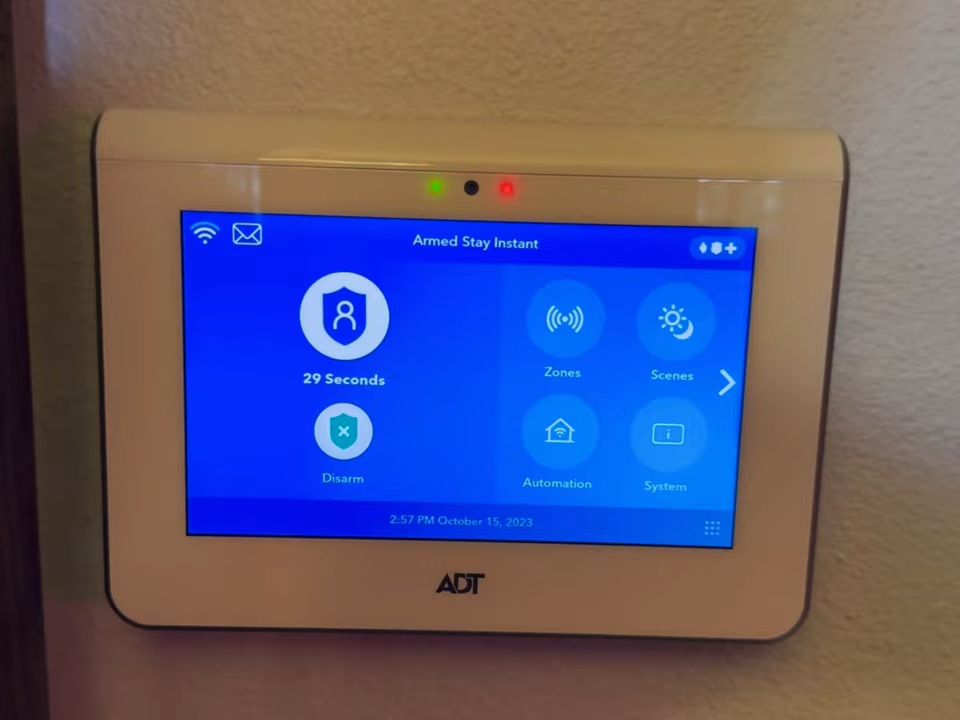 Armed Stay Instant
29 Seconds
Disarm
Zones
Scenes
Automation
System
2:57 PM October 15, 2023
ADT